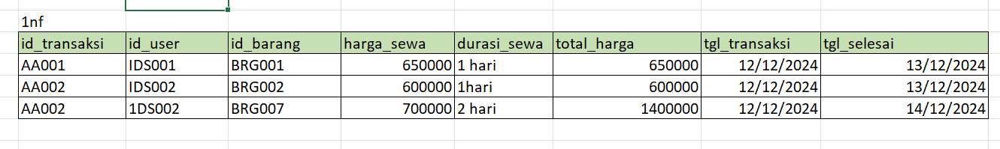 1nf
id_transaksi id_user id_barang harga_sewa durasi_sewa total_harga tgl_transaksi tgl_selesai
AA001 IDS001 BRG001 650000 1 hari 650000 12/12/2024 13/12/2024
AA002 IDS002 BRG002 600000 1hari 600000 12/12/2024 13/12/2024
AA002 1DS002 BRG007 700000 2 hari 1400000 12/12/2024 14/12/2024